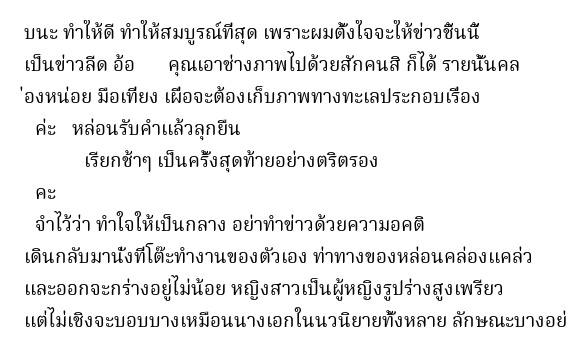 บนะ ทำให้ดี ทำให้สมบูรณ์ที่สุด เพราะผมตั้งใจจะให้ข่าวชิ้นนี้
เป็นข่าวลีด อ้อ คุณเอาช่างภาพไปด้วยสักคนสิ ก็ได้ รายนั้นคล
่องหน่อย มือเที่ยง เผื่อจะต้องเก็บภาพทางทะเลประกอบเรื่อง
ค่ะ หล่อนรับคำแล้วลุกยืน
เรียกช้าๆ เป็นครั้งสุดท้ายอย่างตริตรอง
คะ
จำไว้ว่า ทำใจให้เป็นกลาง อย่าทำข่าวด้วยความอคติ
เดินกลับมานั่งที่โต๊ะทำงานของตัวเอง ท่าทางของหล่อนคล่องแคล่ว
และออกจะกร่างอยู่ไม่น้อย หญิงสาวเป็นผู้หญิงรูปร่างสูงเพรียว
แต่ไม่เชิงจะบอบบางเหมือนนางเอกในนวนิยายทั้งหลาย ลักษณะบางอย่